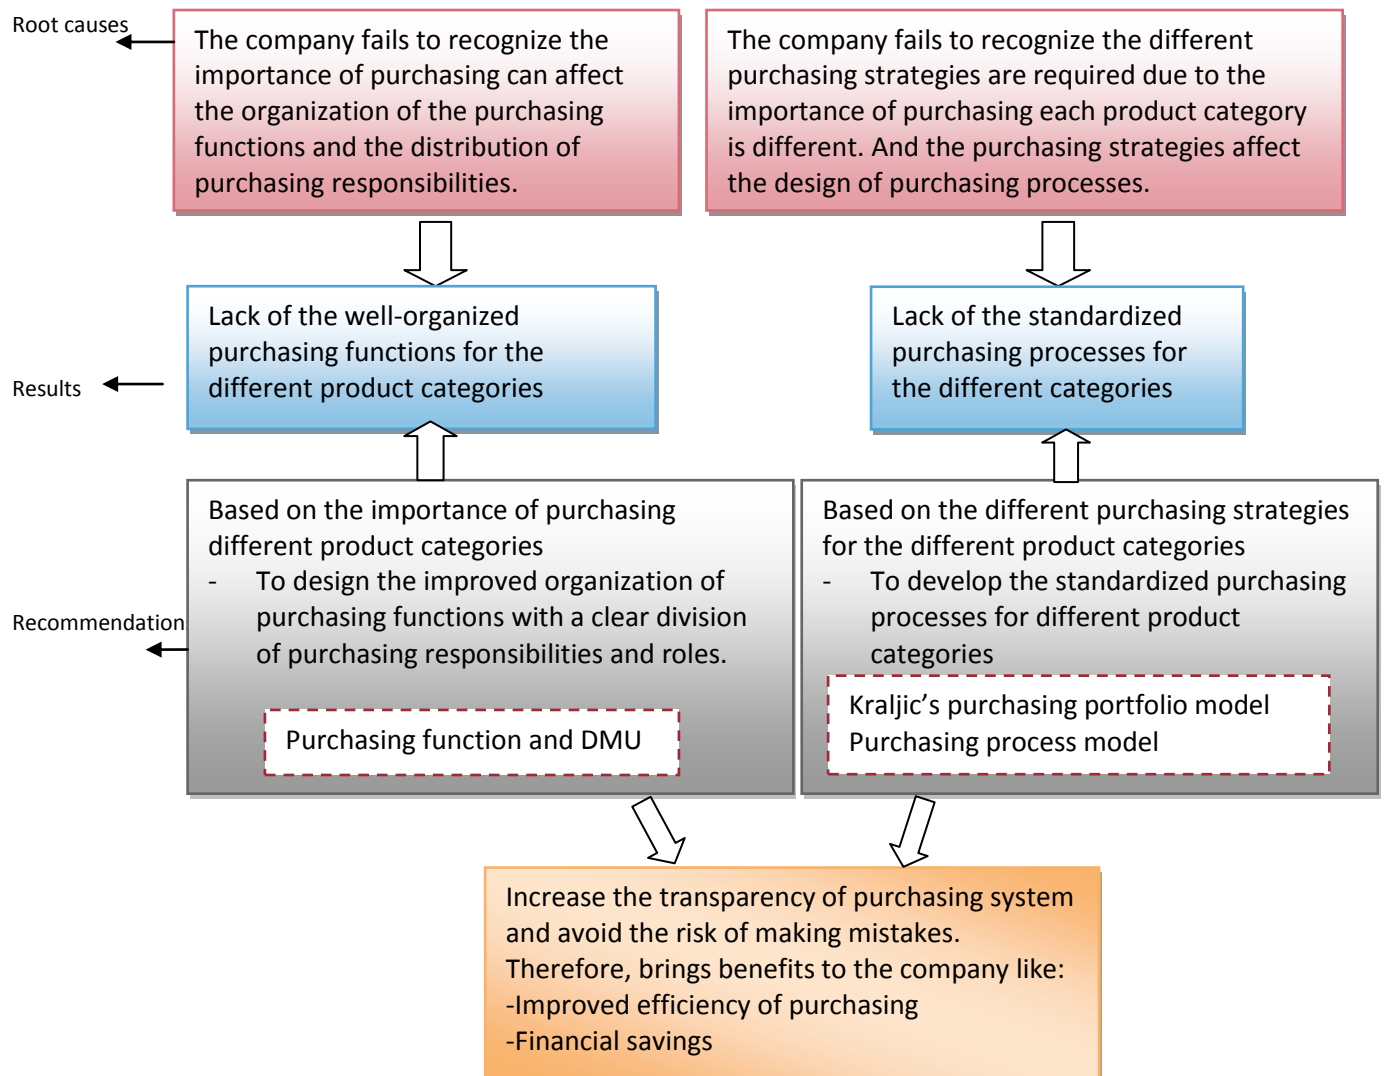 Root causes
The company fails to recognize the
importance of purchasing can affect
the organization of the purchasing
functions and the distribution of
purchasing responsibilities.
The company fails to recognize the different
purchasing strategies are required due to the
importance of purchasing each product category
is different. And the purchasing strategies affect
the design of purchasing processes.
Results
Lack of the well-organized
purchasing functions for the
different product categories
Lack of the standardized
purchasing processes for
the different categories
Recommendation
Based on the importance of purchasing
different product categories
- To design the improved organization of
purchasing functions with a clear division
of purchasing responsibilities and roles.
Purchasing function and DMU
Based on the different purchasing strategies
for the different product categories
- To develop the standardized purchasing
processes for different product
categories
Kraljic’s purchasing portfolio model
Purchasing process model
Increase the transparency of purchasing system
and avoid the risk of making mistakes.
Therefore, brings benefits to the company like:
-Improved efficiency of purchasing
-Financial savings